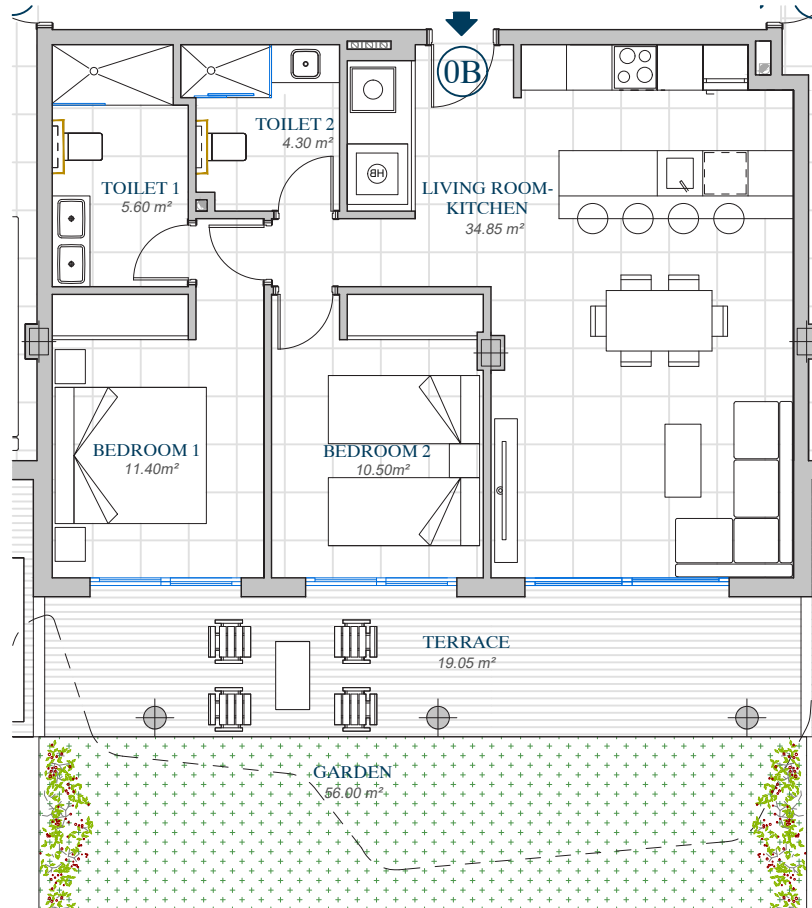 0B
TOILET 2
4.30 m²
TOILET 1
5.60 m²
HB
LIVING ROOM-
KITCHEN
34.85 m²
BEDROOM 1
11.40m²
BEDROOM 2
10.50m²
TERRACE
19.05 m²
GARDEN
56.00 m²